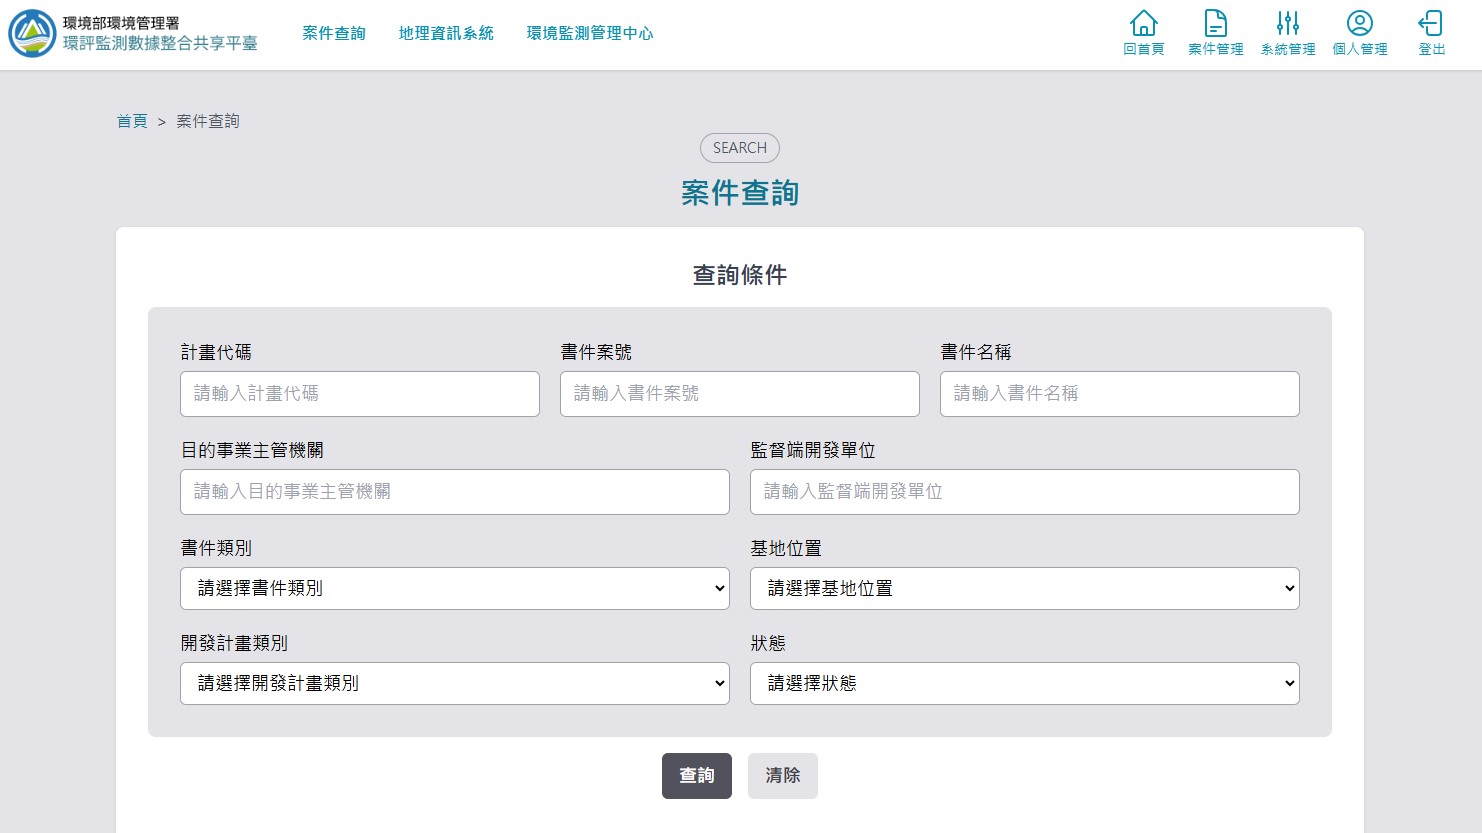 環境部環境管理署
環評監測數據整合共享平臺
案件查詢
地理資訊系統
環境監測管理中心
回首頁
案件管理
系統管理
個人管理
登出
首頁 > 案件查詢
SEARCH
案件查詢
查詢條件
計畫代碼
書件案號
書件名稱
請輸入計畫代碼
請輸入書件案號
請輸入書件名稱
目的事業主管機關
監督端開發單位
請輸入目的事業主管機關
請輸入監督端開發單位
書件類別
基地位置
請選擇書件類別
請選擇基地位置
開發計畫類別
狀態
請選擇開發計畫類別
請選擇狀態
查詢
清除